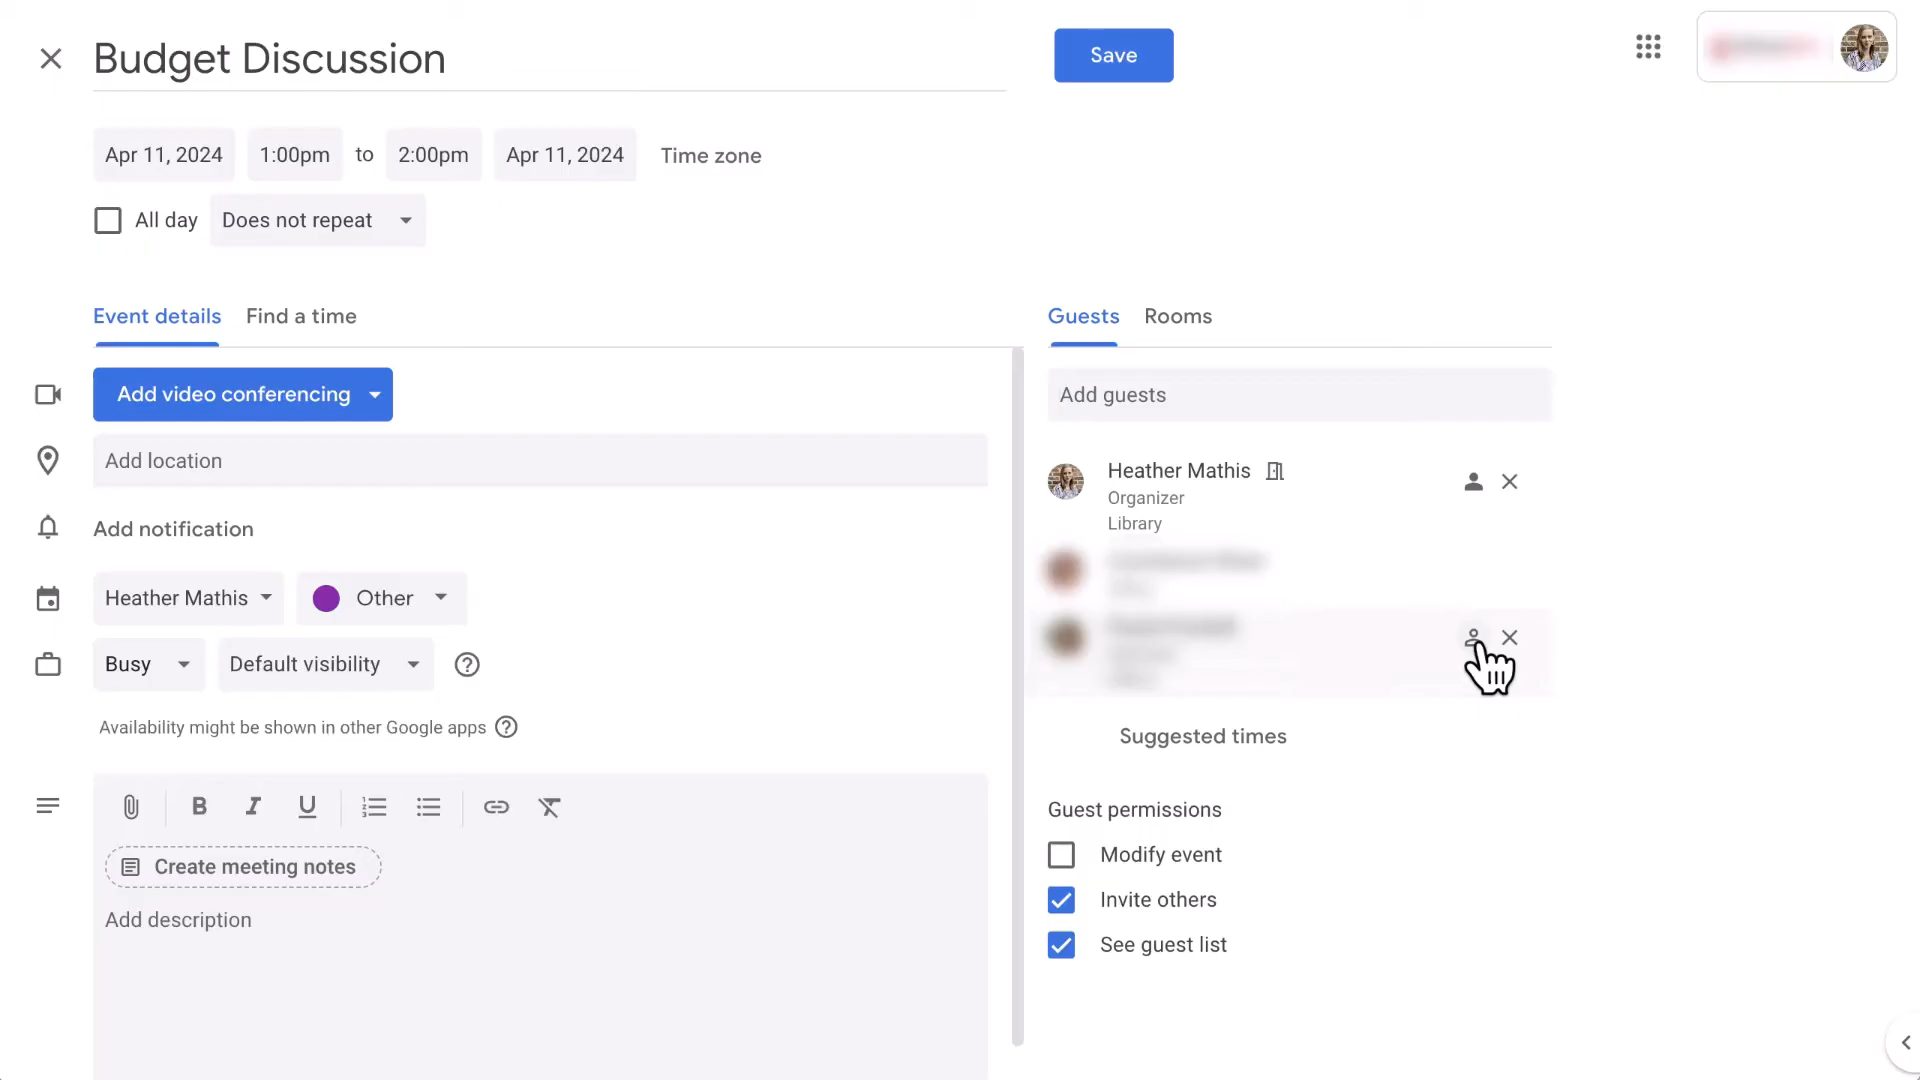 Budget Discussion
Save
Apr 11, 2024 1:00pm to 2:00pm Apr 11, 2024 Time zone
All day Does not repeat
Event details Find a time
Guests Rooms
Add video conferencing
Add guests
Add location
Heather Mathis
Organizer
Library
Add notification
Heather Mathis Other
Busy Default visibility
Availability might be shown in other Google apps
Suggested times
Guest permissions
Modify event
Invite others
See guest list
B I U
Create meeting notes
Add description